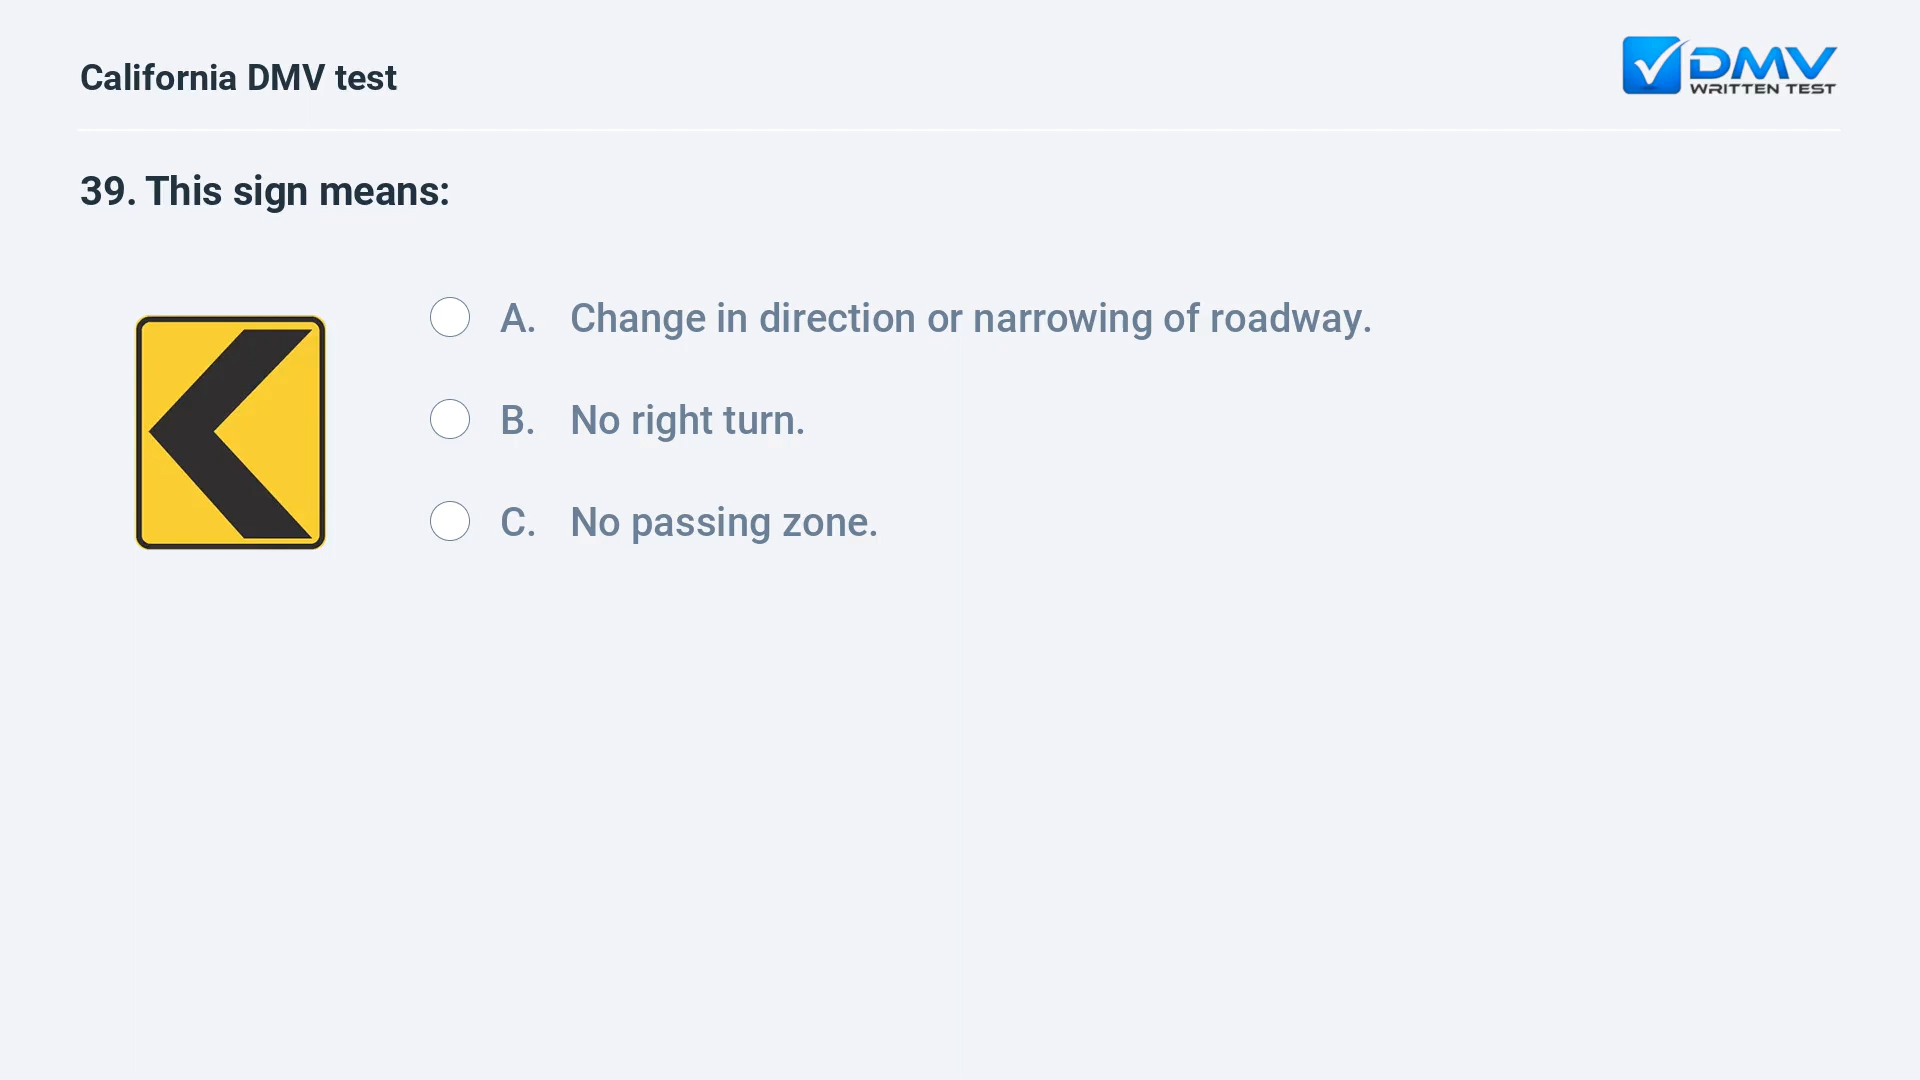 California DMV test
DMV
WRITTEN TEST
39. This sign means:
A. Change in direction or narrowing of roadway.
B. No right turn.
C. No passing zone.